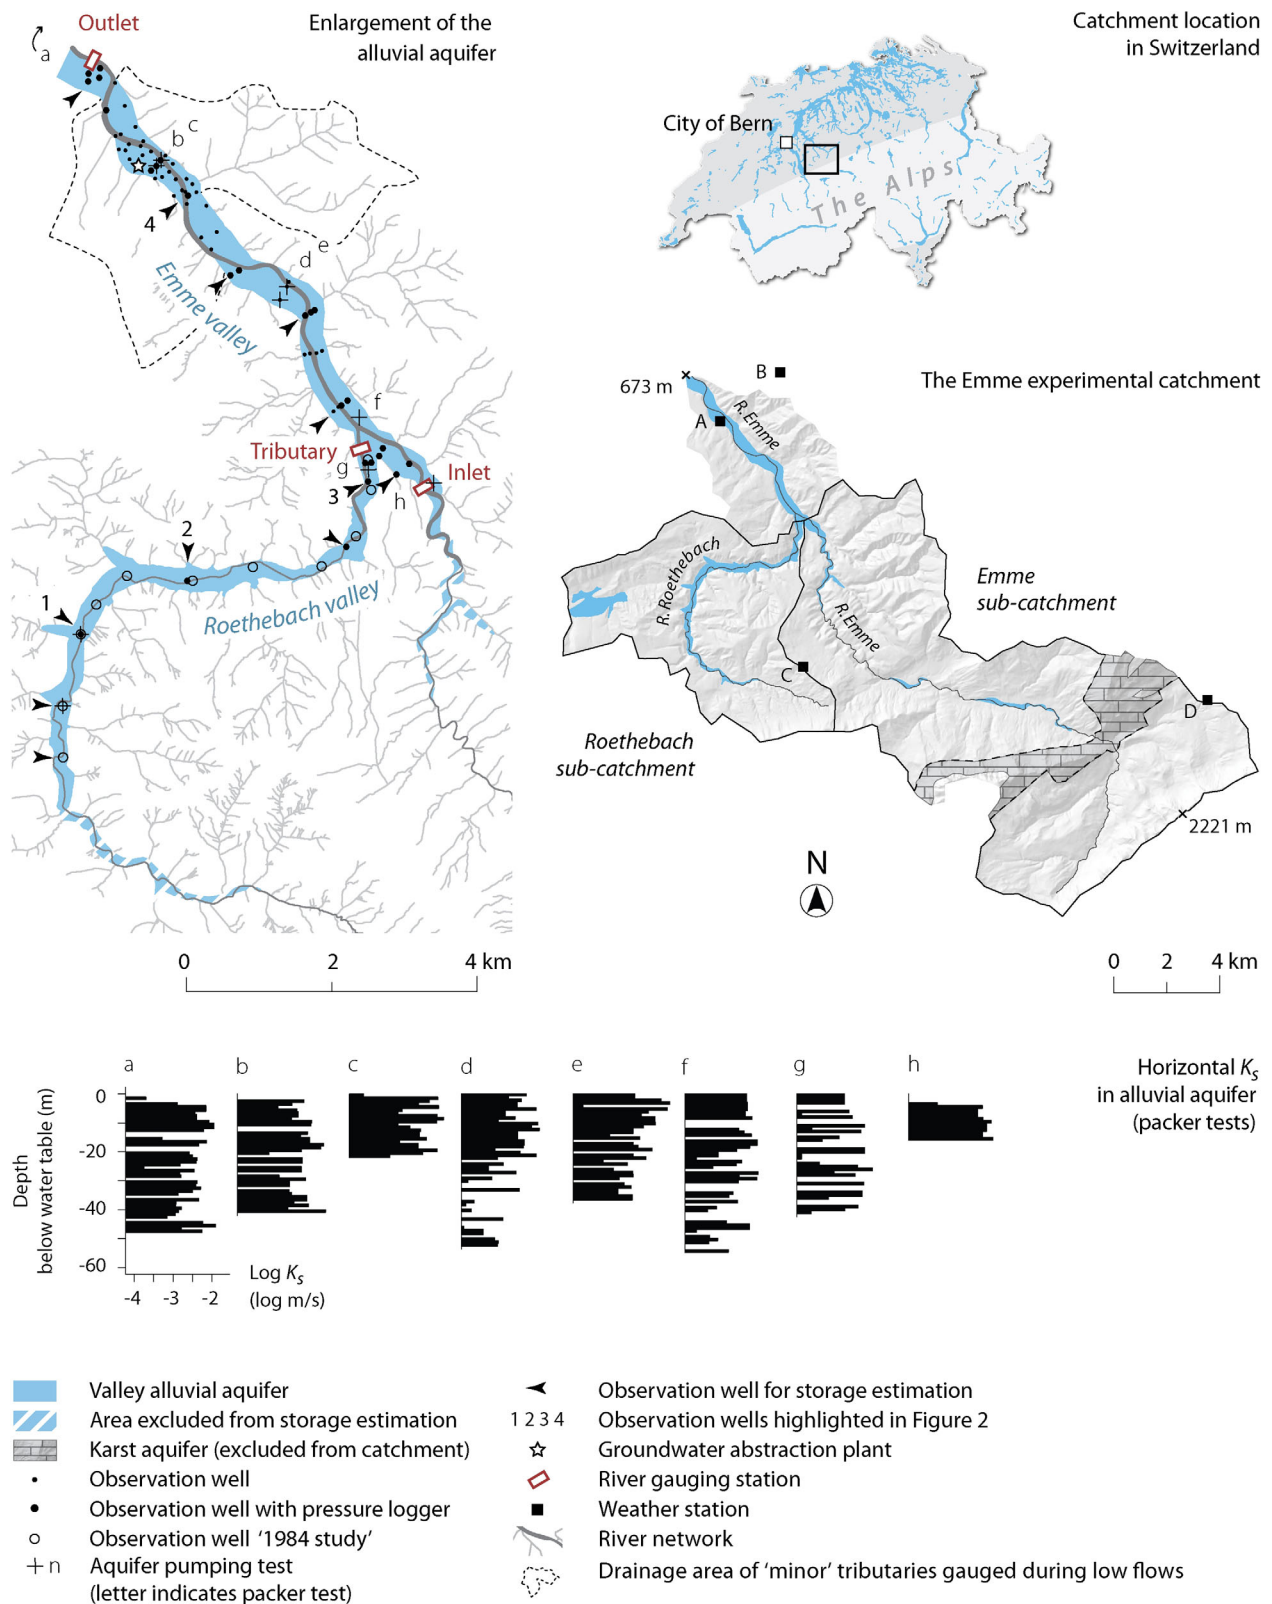 Outlet
a
Enlargement of the
alluvial aquifer
b
c
4
e
d
Emme valley
f
Tributary
g
Inlet
3
h
2
1
Roethebach valley
0 2 4 km
Catchment location
in Switzerland
City of Bern
The Alps
The Emme experimental catchment
673 m
B
A
R. Emme
R. Roethebach
Emme
sub-catchment
R. Emme
C
D
Roethebach
sub-catchment
2221 m
N
0 2 4 km
a b c d e f g h
Horizontal Ks
in alluvial aquifer
(packer tests)
Depth
below water table (m)
0
-20
-40
-60
-4 -3 -2
Log Ks
(log m/s)
Valley alluvial aquifer
Area excluded from storage estimation
Karst aquifer (excluded from catchment)
Observation well
Observation well with pressure logger
Observation well ‘1984 study’
n Aquifer pumping test
(letter indicates packer test)
Observation well for storage estimation
1 2 3 4 Observation wells highlighted in Figure 2
Groundwater abstraction plant
River gauging station
Weather station
River network
Drainage area of ‘minor’ tributaries gauged during low flows